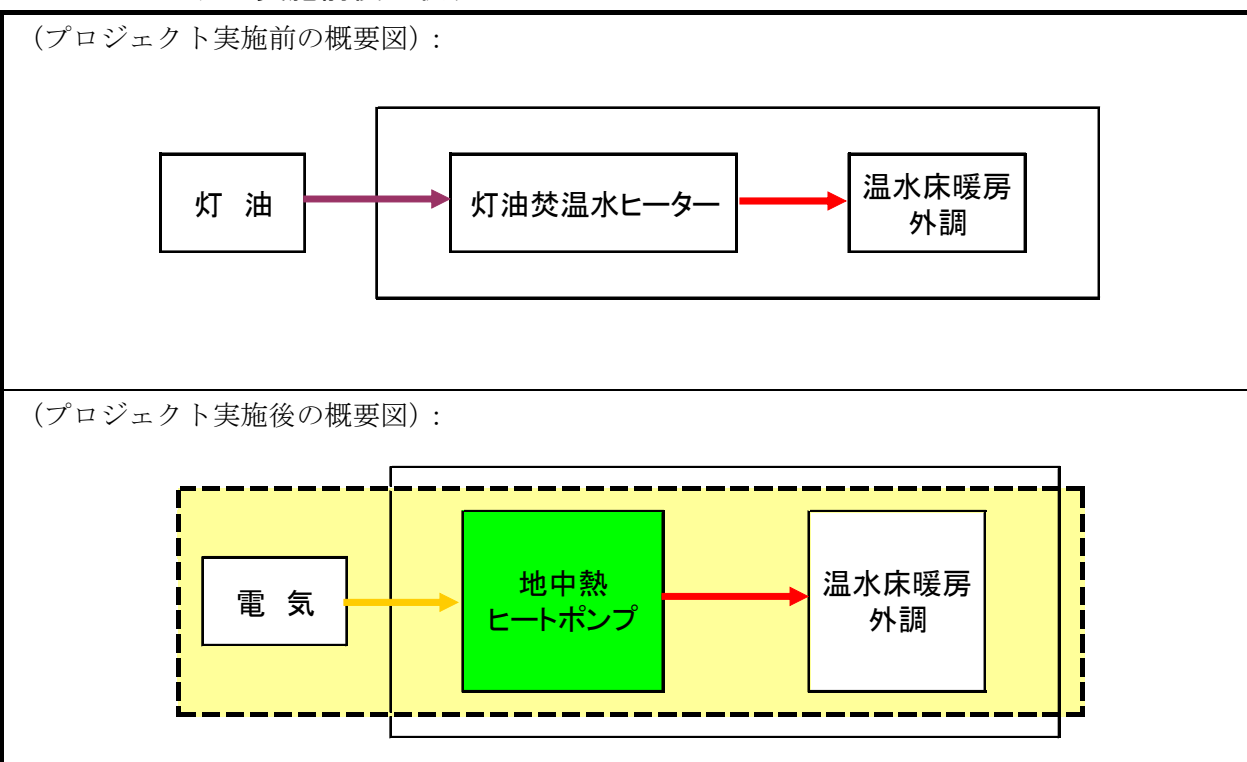 （プロジェクト実施前の概要図）:
灯 油
灯油焚温水ヒーター
温水床暖房
外調
（プロジェクト実施後の概要図）:
電 気
地中熱
ヒートポンプ
温水床暖房
外調